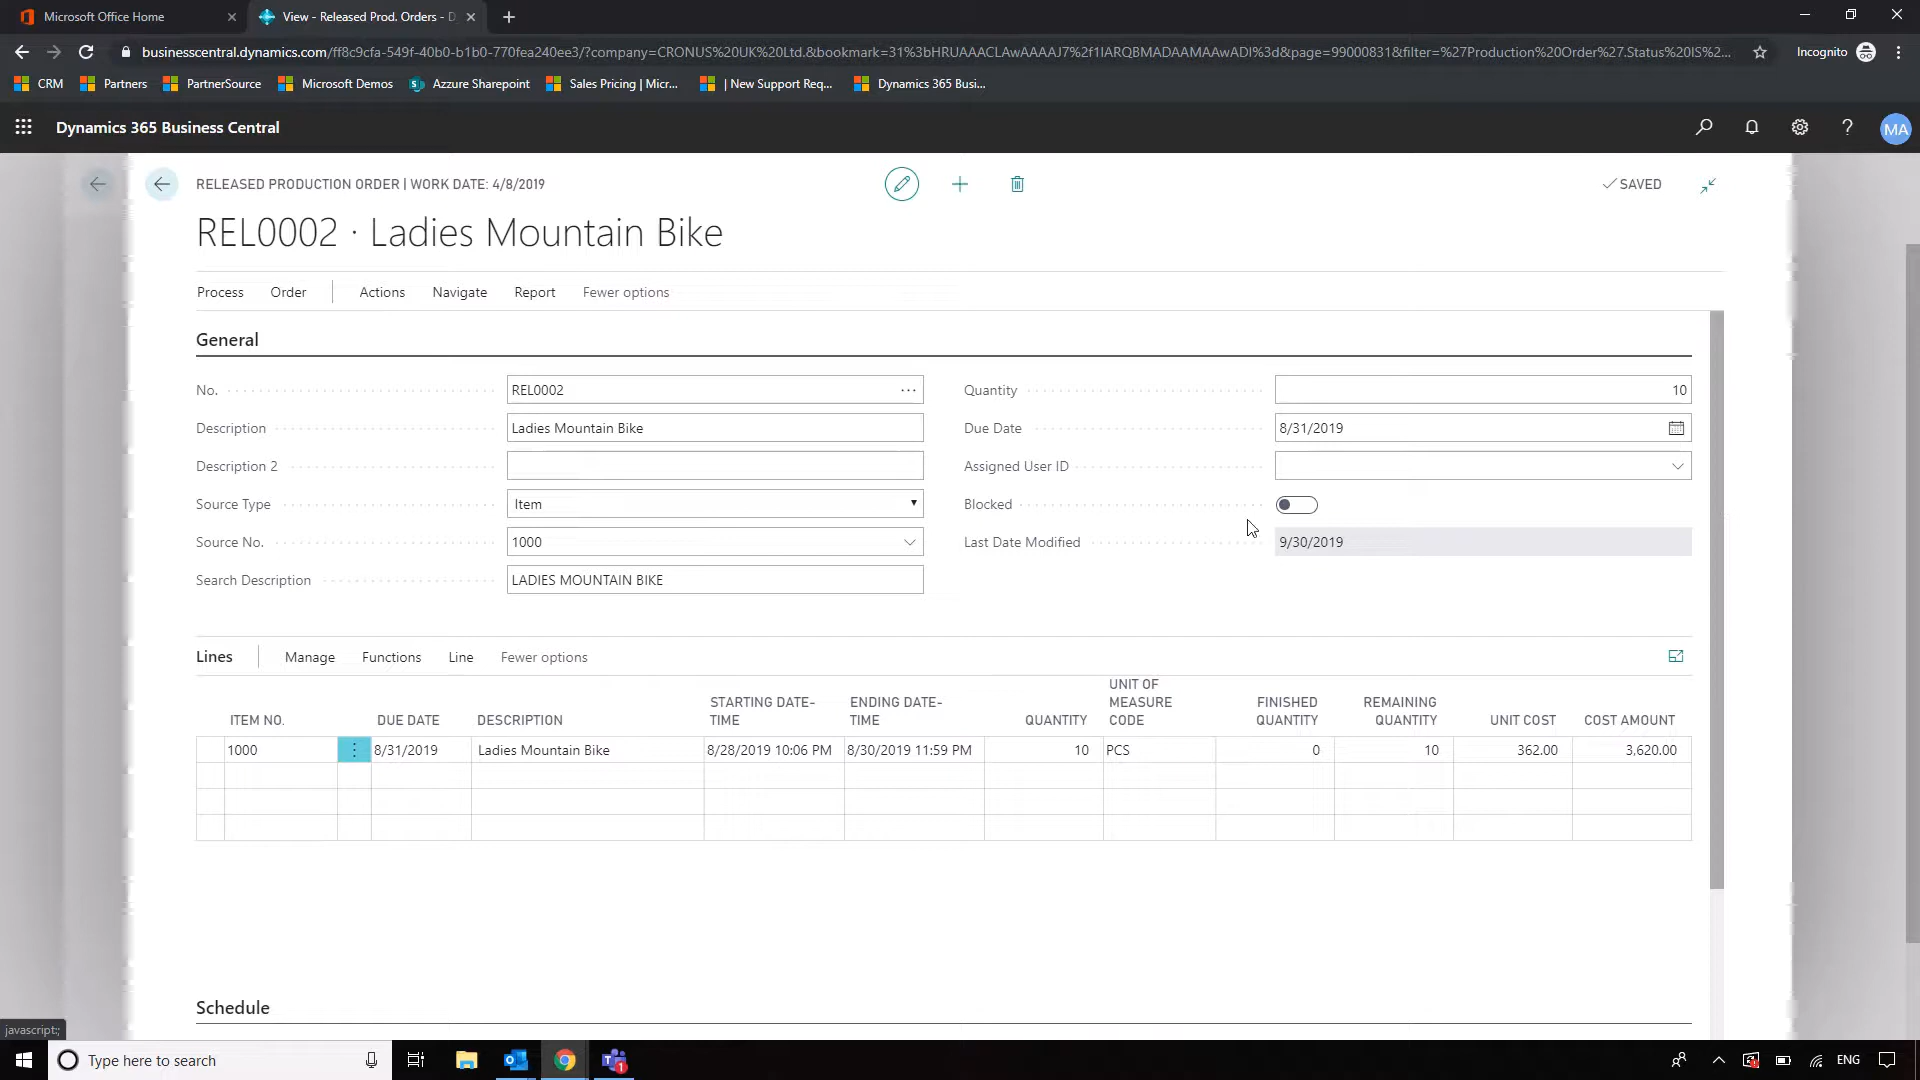 Microsoft Office Home
View - Released Prod. Orders - D
businesscentral.dynamics.com/ff8c9cfa-549f-40b0-b1b0-770fea240ee3/?company=CRONUS%20UK%20Ltd.&bookmark=31%3bHRUAAACLAwAAAAJ7%2f1IARQBMADAAMAAwADI%3d&page=99000831&filter=%27Production%20Order%27.Status%20IS%2...
Incognito
CRM
Partners
PartnerSource
Microsoft Demos
Azzure Sharepoint
Sales Pricing | Micr...
| New Support Req...
Dynamics 365 Busi...
Dynamics 365 Business Central
MA
RELEASED PRODUCTION ORDER | WORK DATE: 4/8/2019
SAVED
REL0002 · Ladies Mountain Bike
Process Order Actions Navigate Report Fewer options
General
No. REL0002 ...
Quantity 10
Description Ladies Mountain Bike
Due Date 8/31/2019
Description 2
Assigned User ID
Source Type Item
Blocked
Source No. 1000
Last Date Modified 9/30/2019
Search Description LADIES MOUNTAIN BIKE
Lines Manage Functions Line Fewer options
ITEM NO. DUE DATE DESCRIPTION STARTING DATE-TIME ENDING DATE-TIME QUANTITY UNIT OF MEASURE CODE FINISHED QUANTITY REMAINING QUANTITY UNIT COST COST AMOUNT
1000 8/31/2019 Ladies Mountain Bike 8/28/2019 10:06 PM 8/30/2019 11:59 PM 10 PCS 0 10 362.00 3,620.00
Schedule
javascript:;
Type here to search
1
ENG